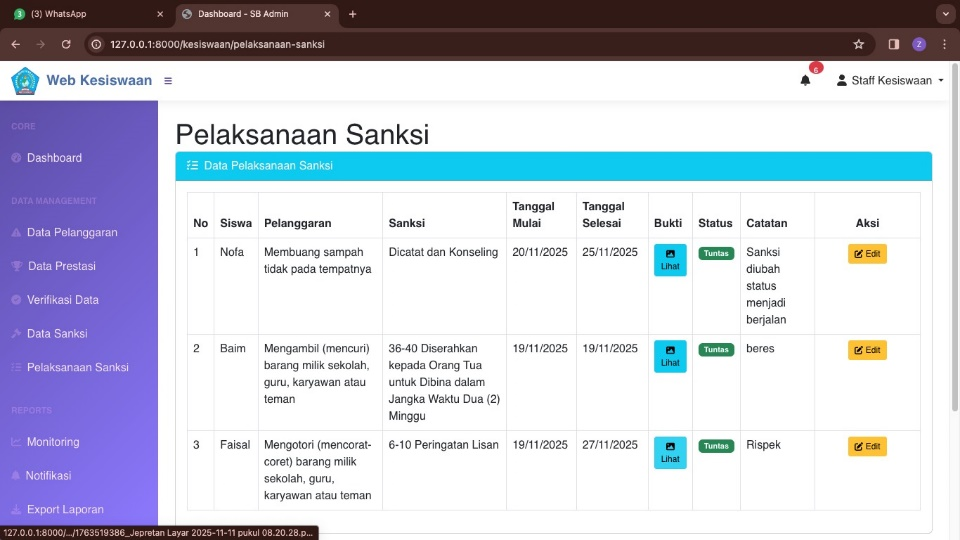 3
(3) WhatsApp
Dashboard - SB Admin
127.0.0.1:8000/kesiswaan/pelaksanaan-sanksi
Z
Web Kesiswaan
6
Staff Kesiswaan
CORE
Dashboard
DATA MANAGEMENT
Data Pelanggaran
Data Prestasi
Verifikasi Data
Data Sanksi
Pelaksanaan Sanksi
REPORTS
Monitoring
Notifikasi
Export Laporan
Pelaksanaan Sanksi
Data Pelaksanaan Sanksi
No Siswa Pelanggaran Sanksi Tanggal Mulai Tanggal Selesai Bukti Status Catatan Aksi
1 Nofa Membuang sampah tidak pada tempatnya Dicatat dan Konseling 20/11/2025 25/11/2025 Lihat Tuntas Sanksi diubah status menjadi berjalan Edit
2 Baim Mengambil (mencuri) barang milik sekolah, guru, karyawan atau teman 36-40 Diserahkan kepada Orang Tua untuk Dibina dalam Jangka Waktu Dua (2) Minggu 19/11/2025 19/11/2025 Lihat Tuntas beres Edit
3 Faisal Mengotori (mencorat-coret) barang milik sekolah, guru, karyawan atau teman 6-10 Peringatan Lisan 19/11/2025 27/11/2025 Lihat Tuntas Rispek Edit
127.0.0.1:8000/.../1763519386_Jepretan Layar 2025-11-11 pukul 08.20.28.p...